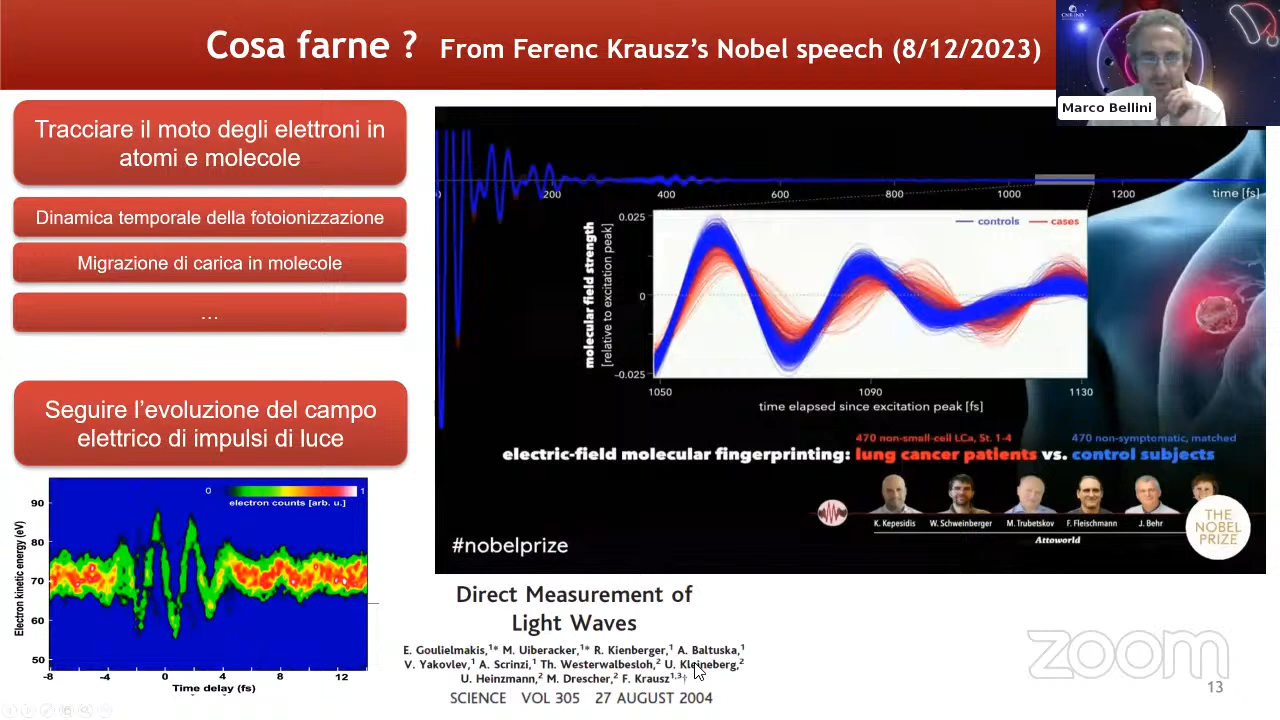 Cosa farne ? From Ferenc Krausz's Nobel speech (8/12/2023)
CNR-INO
Marco Bellini
Tracciare il moto degli elettroni in
atomi e molecole
Dinamica temporale della fotoionizzazione
Migrazione di carica in molecole
...
Seguire l'evoluzione del campo
elettrico di impulsi di luce
0 1
electron counts [arb. u.]
Electron kinetic energy (eV)
90
80
70
60
50
-8 -4 0 4 8 12
Time delay (fs)
200 400 600 800 1000 1200 time [fs]
molecular field strength
[relative to excitation peak]
0.025
0
-0.025
controls cases
1050 1090 1130
time elapsed since excitation peak [fs]
470 non-small-cell LCa, St. 1-4 470 non-symptomatic, matched
electric-field molecular fingerprinting: lung cancer patients vs. control subjects
K. Kepesidis W. Schweinberger M. Trubetskov F. Fleischmann J. Behr
Attoworld
THE
NOBEL
PRIZE
#nobelprize
Direct Measurement of
Light Waves
E. Goulielmakis,1* M. Uiberacker,1* R. Kienberger,1 A. Baltuska,1
V. Yakovlev,1 A. Scrinzi,1 Th. Westerwalbesloh,2 U. Kleineberg,2
U. Heinzmann,2 M. Drescher,2 F. Krausz1,3†
SCIENCE VOL 305 27 AUGUST 2004
zoom
13